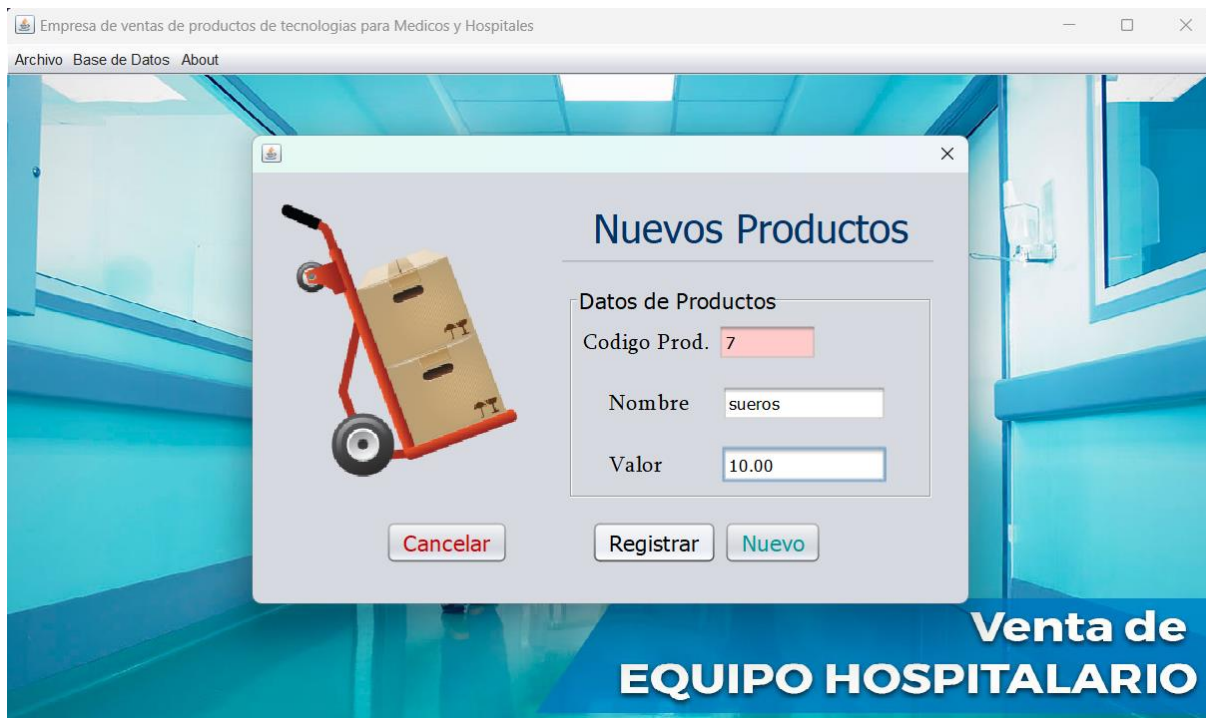 Empresa de ventas de productos de tecnologias para Medicos y Hospitales
Archivo Base de Datos About
Nuevos Productos
Datos de Productos
Codigo Prod. 7
Nombre sueros
Valor 10.00
Cancelar Registrar Nuevo
Venta de
EQUIPO HOSPITALARIO